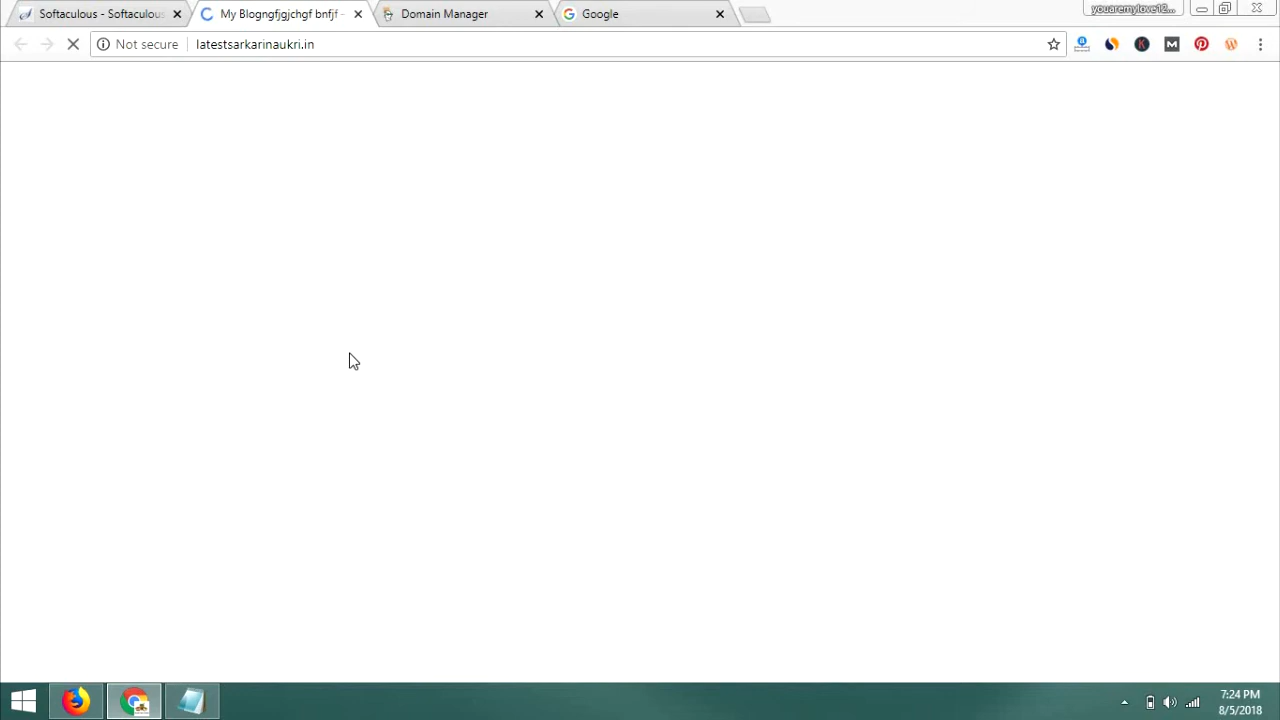 Softaculous - Softaculous
My Blogngfjgjchgf bnfjf -
Domain Manager
Google
youaremylove12...
Not secure
latestsarkarinaukri.in
7:24 PM
8/5/2018